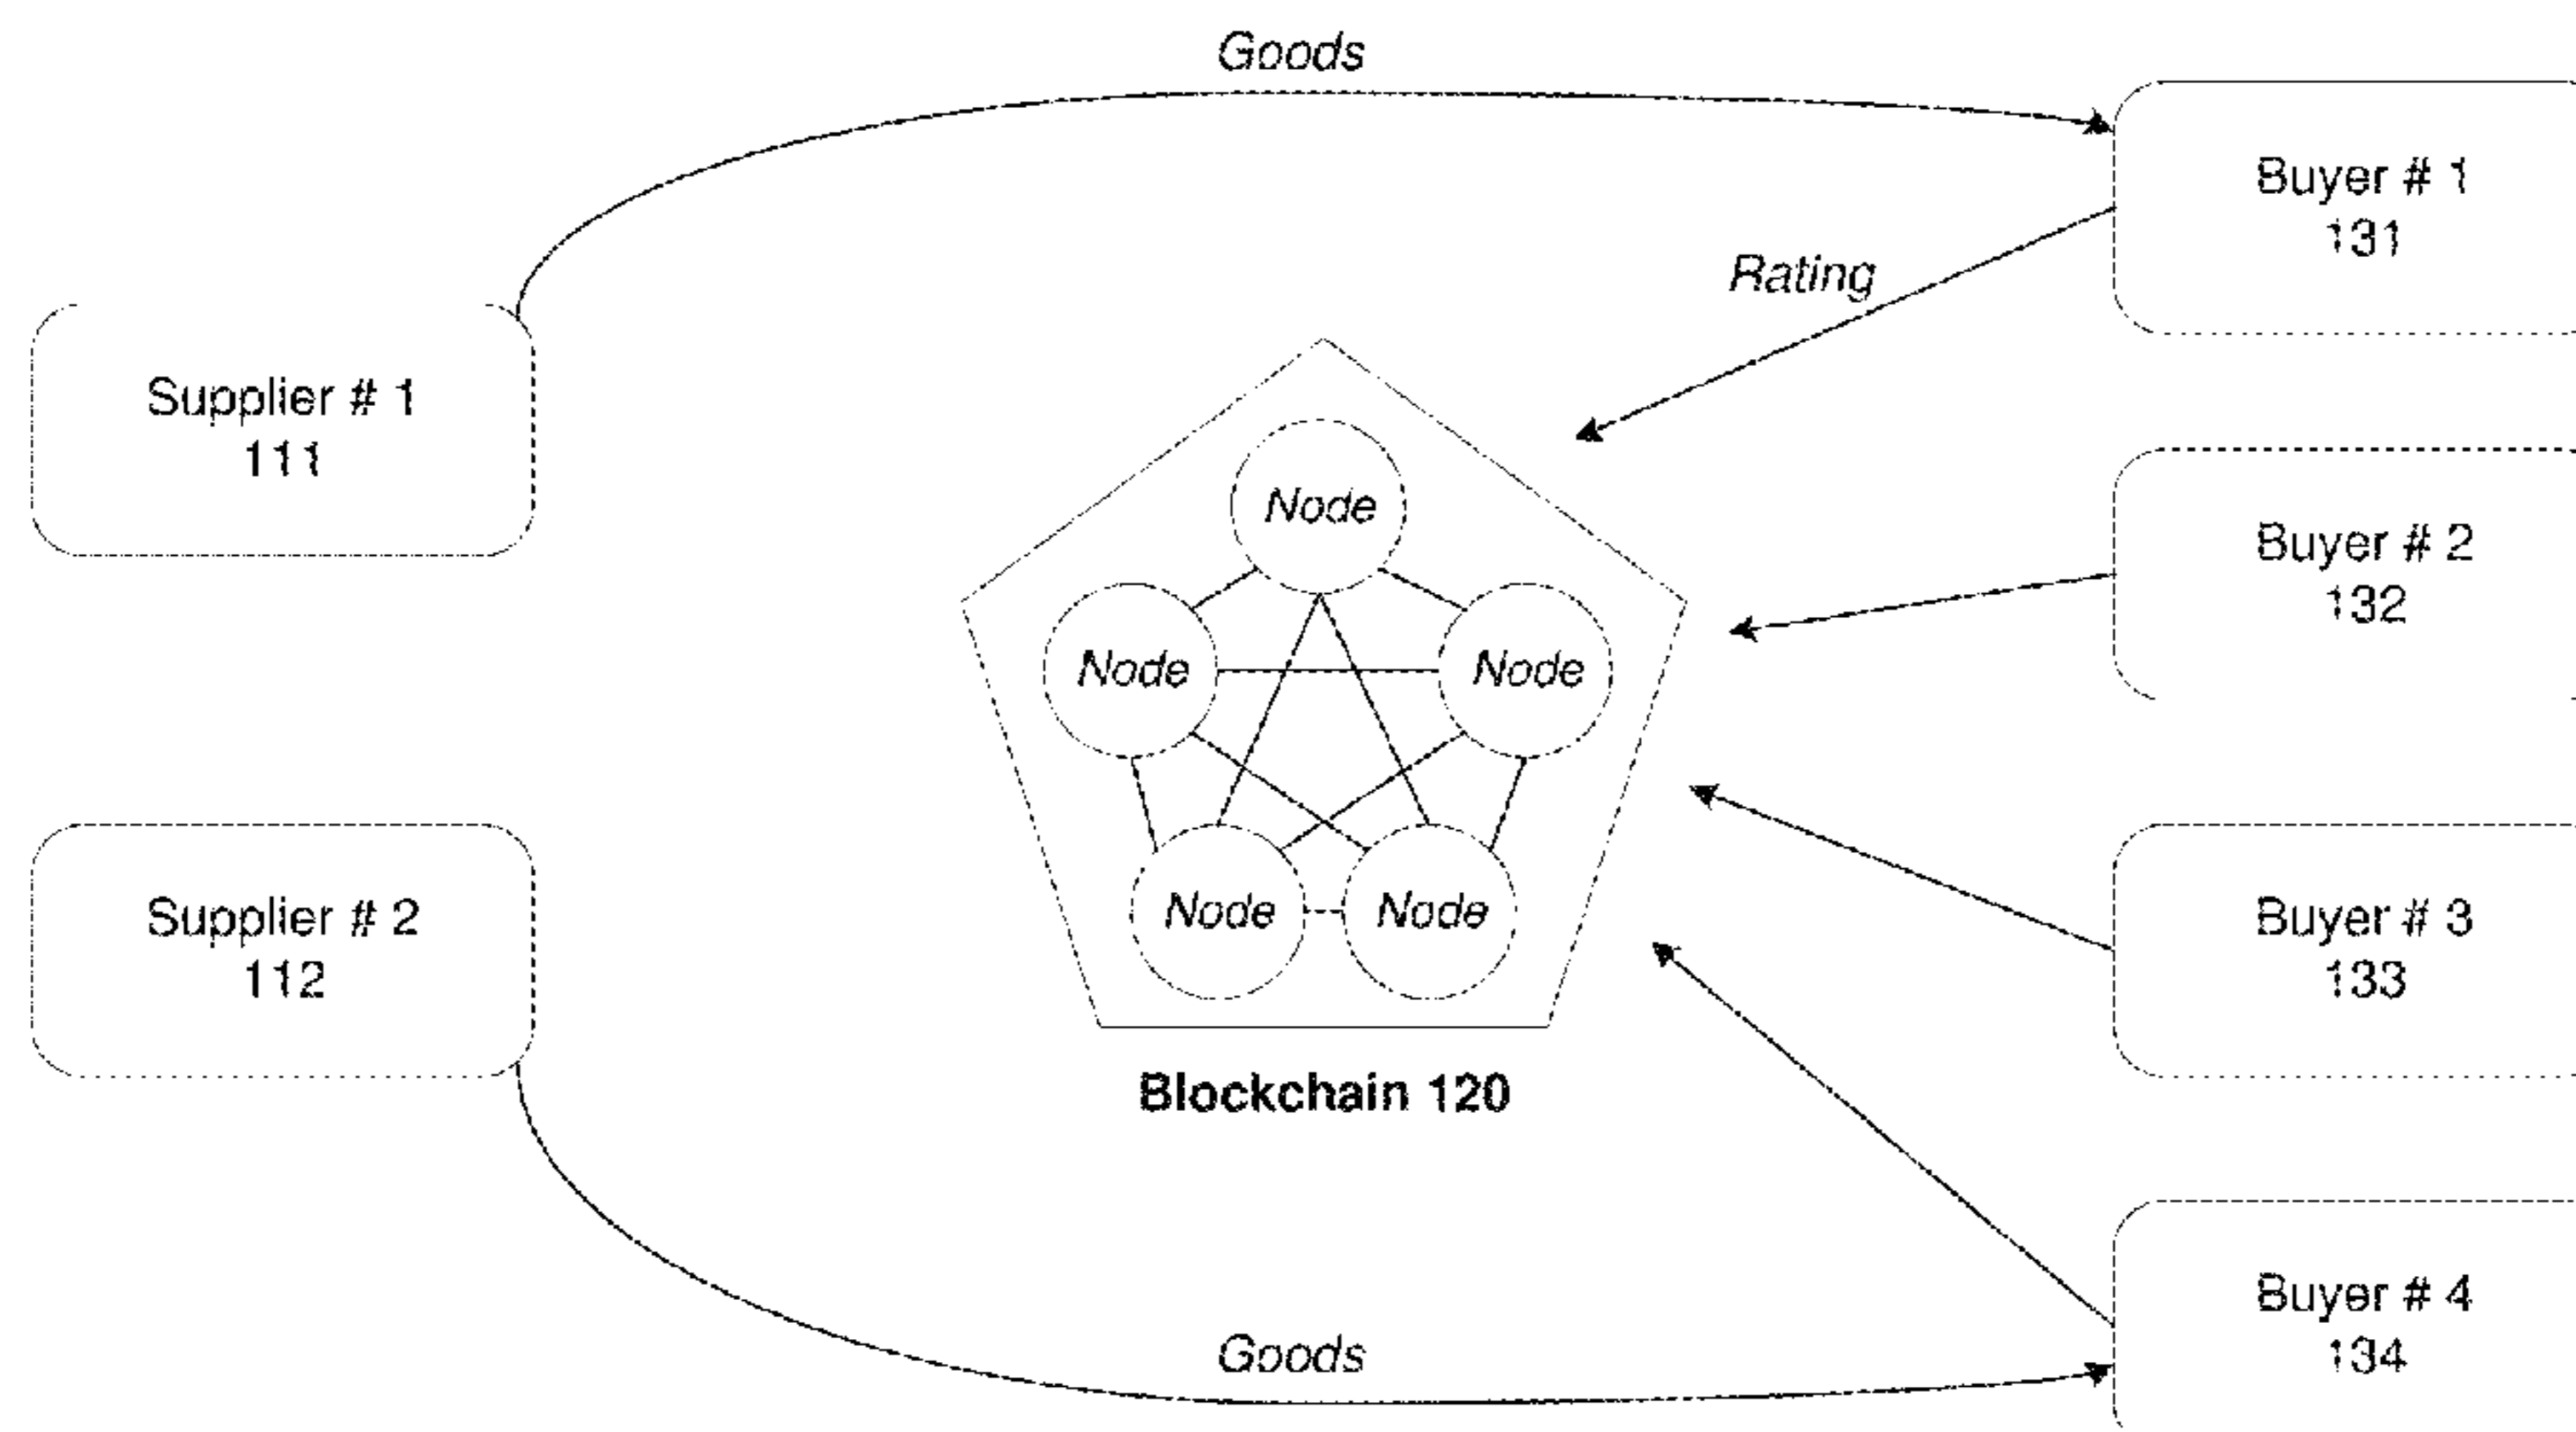 Goods
Buyer # 1
131
Rating
Supplier # 1
111
Node
Buyer # 2
132
Node
Node
Supplier # 2
112
Node
Node
Buyer # 3
133
Blockchain 120
Buyer # 4
134
Goods